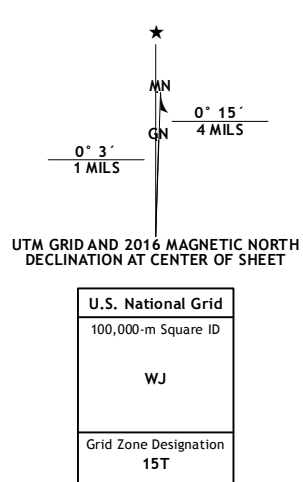 ★
MN
0° 15´
4 MILS
GN
0° 3´
1 MILS
UTM GRID AND 2016 MAGNETIC NORTH
DECLINATION AT CENTER OF SHEET
U.S. National Grid
100,000-m Square ID
WJ
Grid Zone Designation
15T